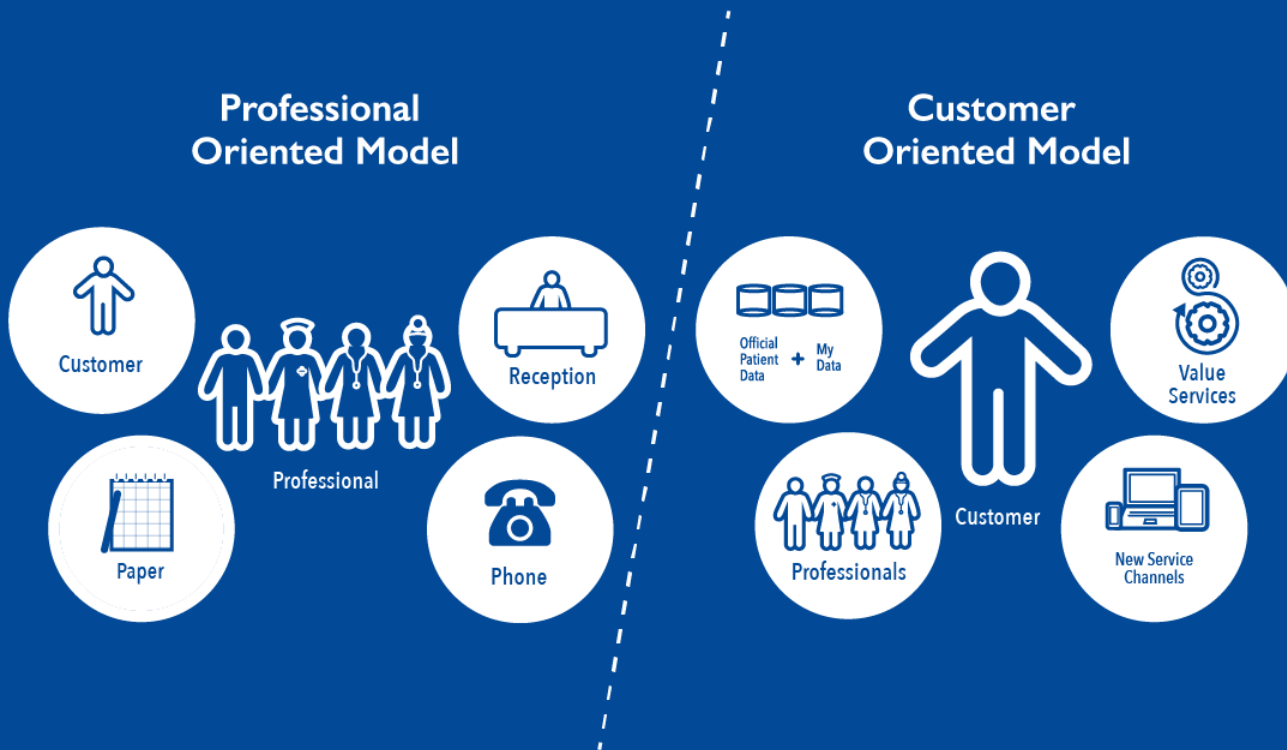 Professional
Oriented Model
Customer
Reception
Professional
Paper
Phone
Customer
Oriented Model
Official
Patient
Data
+
My
Data
Value
Services
Customer
Professionals
New Service
Channels